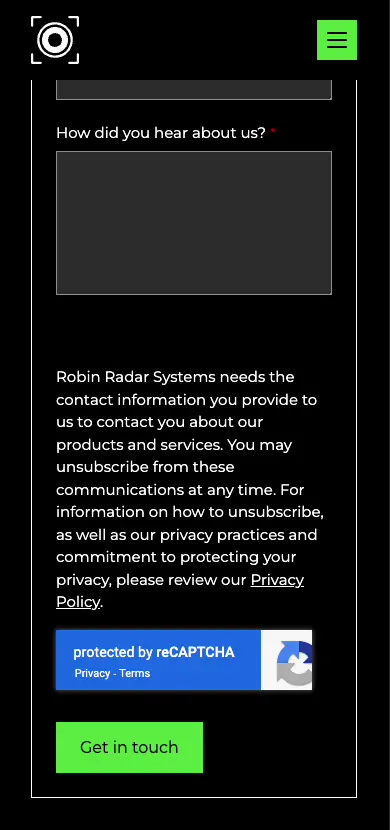 How did you hear about us? *
Robin Radar Systems needs the
contact information you provide to
us to contact you about our
products and services. You may
unsubscribe from these
communications at any time. For
information on how to unsubscribe,
as well as our privacy practices and
commitment to protecting your
privacy, please review our Privacy
Policy.
protected by reCAPTCHA
Privacy - Terms
Get in touch